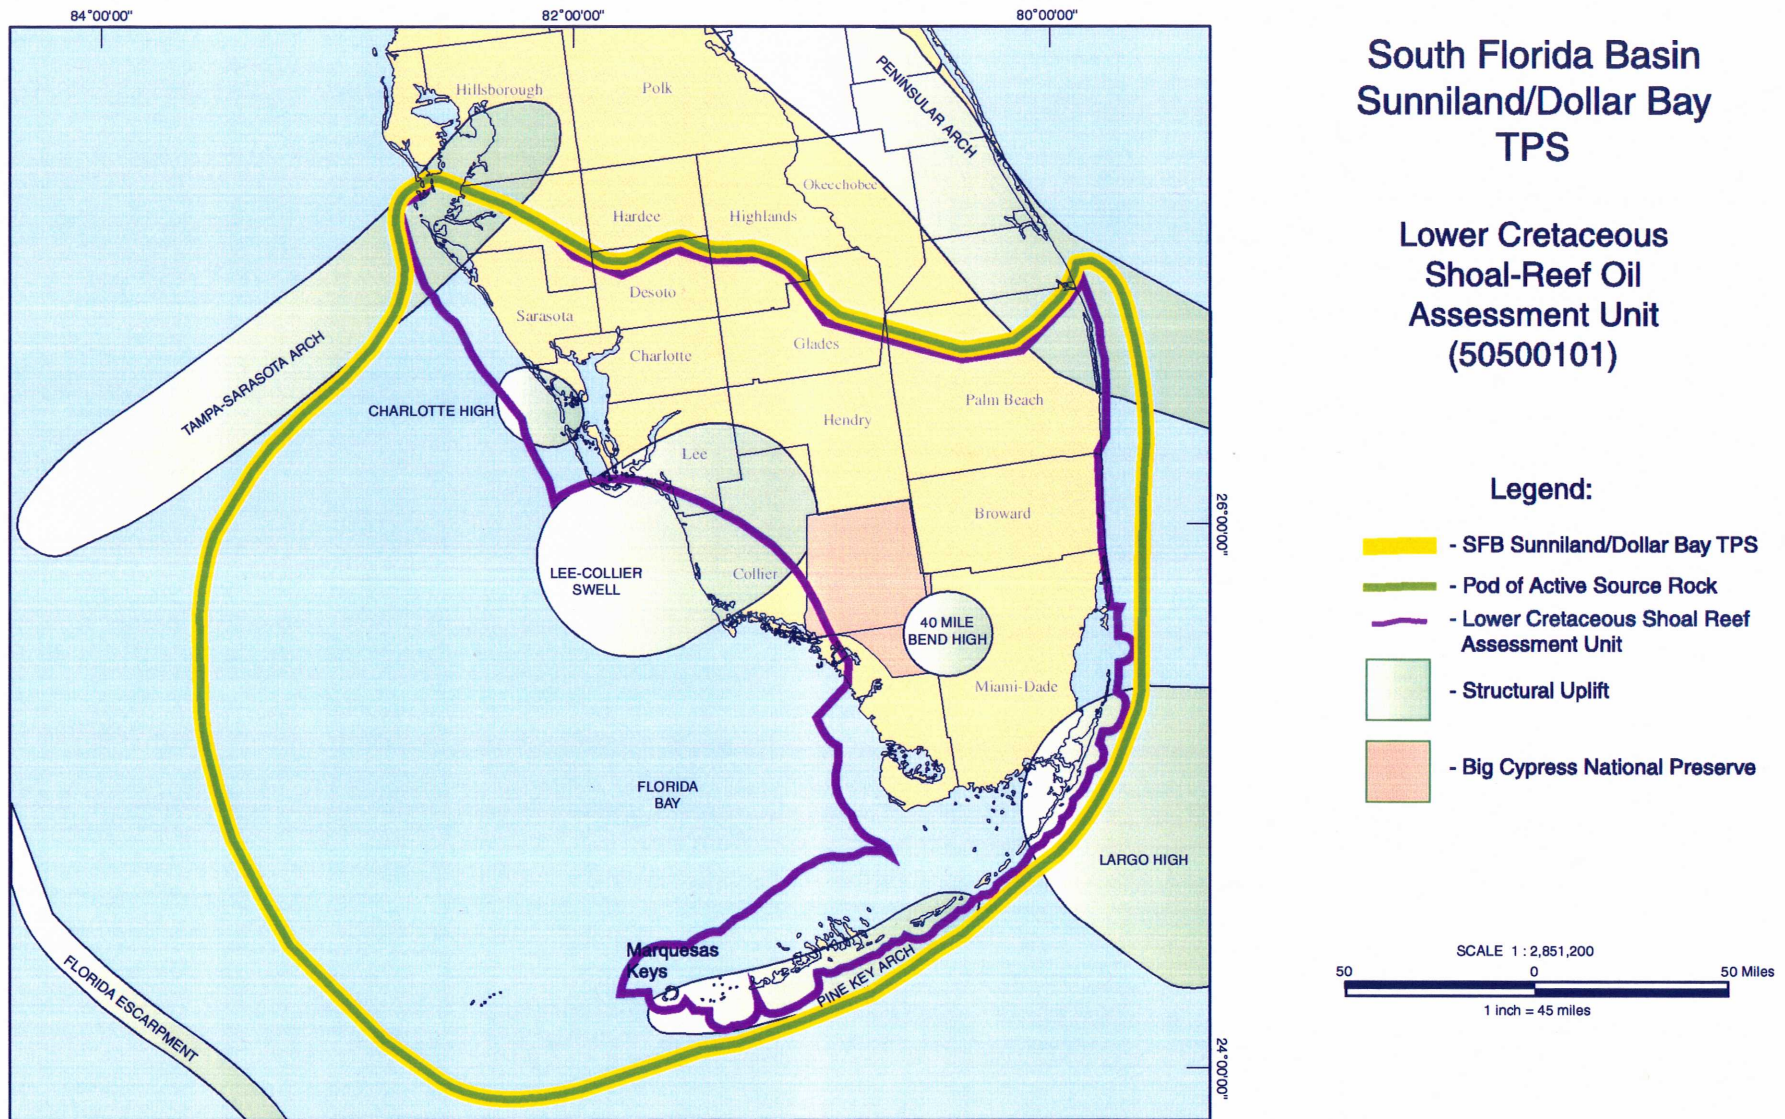 84°00'00"
82°00'00"
80°00'00"
Hillsborough
Polk
PENINSULAR ARCH
Okeechobee
Hardee
Highlands
Desoto
Sarasota
TAMPA-SARASOTA ARCH
CHARLOTTE HIGH
Charlotte
Glades
Palm Beach
Hendry
Lee
Broward
26°00'00"
LEE-COLLIER
SWELL
Collier
40 MILE
BEND HIGH
Miami-Dade
FLORIDA
BAY
LARGO HIGH
Marquesas
Keys
PINE KEY ARCH
FLORIDA ESCARPMENT
24°00'00"
South Florida Basin
Sunniland/Dollar Bay
TPS
Lower Cretaceous
Shoal-Reef Oil
Assessment Unit
(50500101)
Legend:
- SFB Sunniland/Dollar Bay TPS
- Pod of Active Source Rock
- Lower Cretaceous Shoal Reef
Assessment Unit
- Structural Uplift
- Big Cypress National Preserve
SCALE 1 : 2,851,200
50 0 50 Miles
1 inch = 45 miles